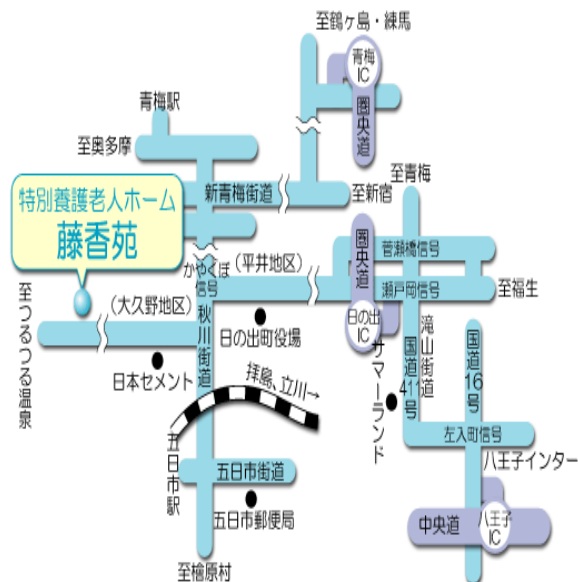 至鶴ヶ島・練馬
青梅
IC
圏央道
青梅駅
至奥多摩
至青梅
特別養護老人ホーム
藤香苑
新青梅街道
至新宿
圏央道
菅瀬橋信号
かやくぼ
信号
(平井地区)
瀬戸岡信号
至福生
至つるつる温泉
(大久野地区)
秋川街道
日の出町役場
日の出
IC
サマーランド
国道411号
滝山街道
国道16号
日本セメント
拝島、立川→
左入町信号
五日市駅
五日市街道
八王子インター
五日市郵便局
中央道
八王子
IC
至檜原村